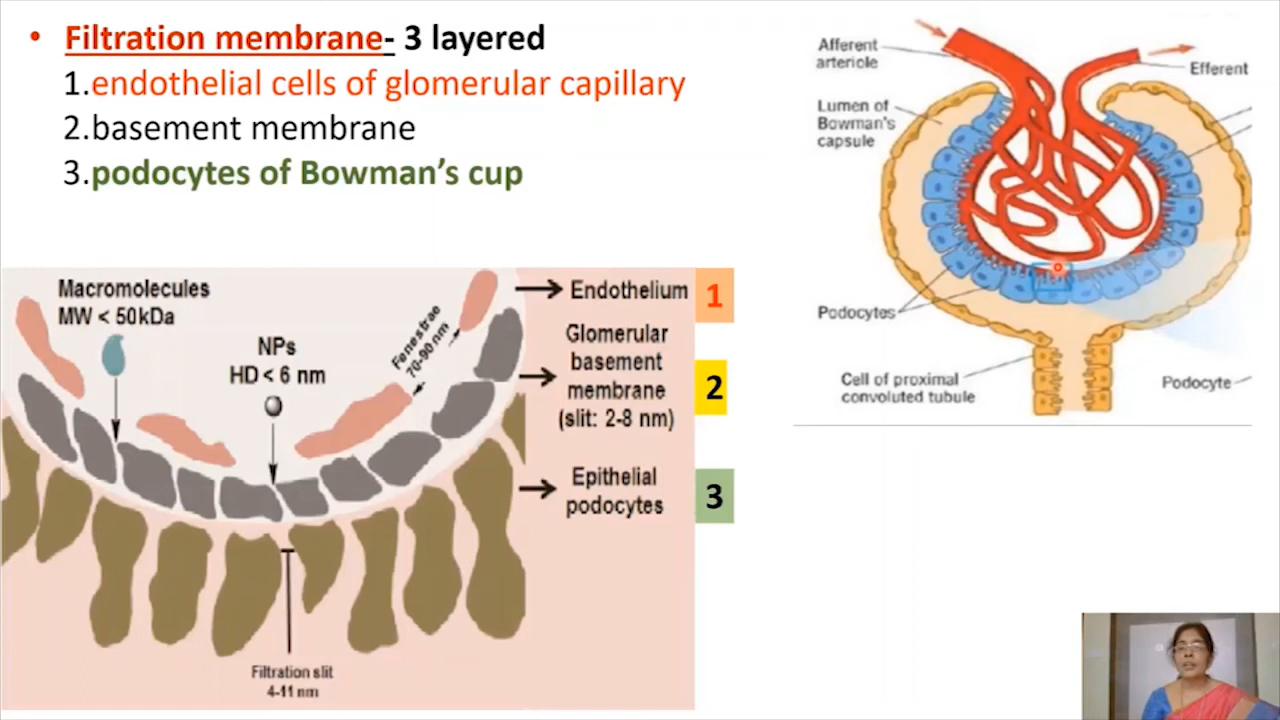 • Filtration membrane- 3 layered
1.endothelial cells of glomerular capillary
2.basement membrane
3.podocytes of Bowman's cup
Macromolecules
MW < 50kDa
NPs
HD < 6 nm
Fenestrae
70-90 nm
Endothelium
1
Glomerular
basement
membrane
(slit: 2-8 nm)
2
Epithelial
podocytes
3
Filtration slit
4-11 nm
Afferent
arteriole
Efferent
Lumen of
Bowman's
capsule
Podocytes
Cell of proximal
convoluted tubule
Podocyte